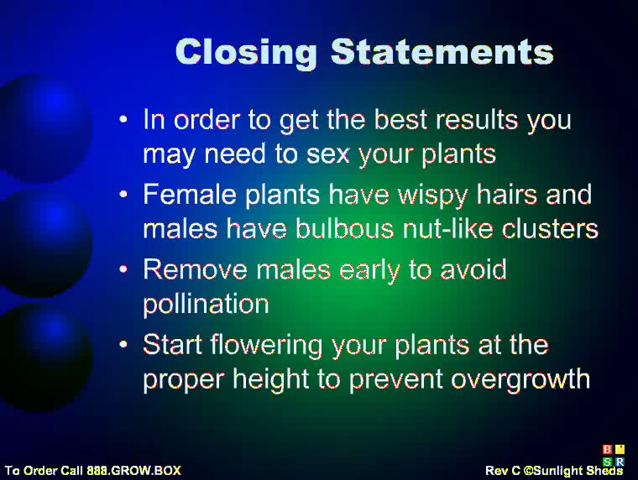 Closing Statements
• In order to get the best results you
may need to sex your plants
• Female plants have wispy hairs and
males have bulbous nut-like clusters
• Remove males early to avoid
pollination
• Start flowering your plants at the
proper height to prevent overgrowth
B
S R
To Order Call 888.GROW.BOX
Rev C ©Sunlight Sheds